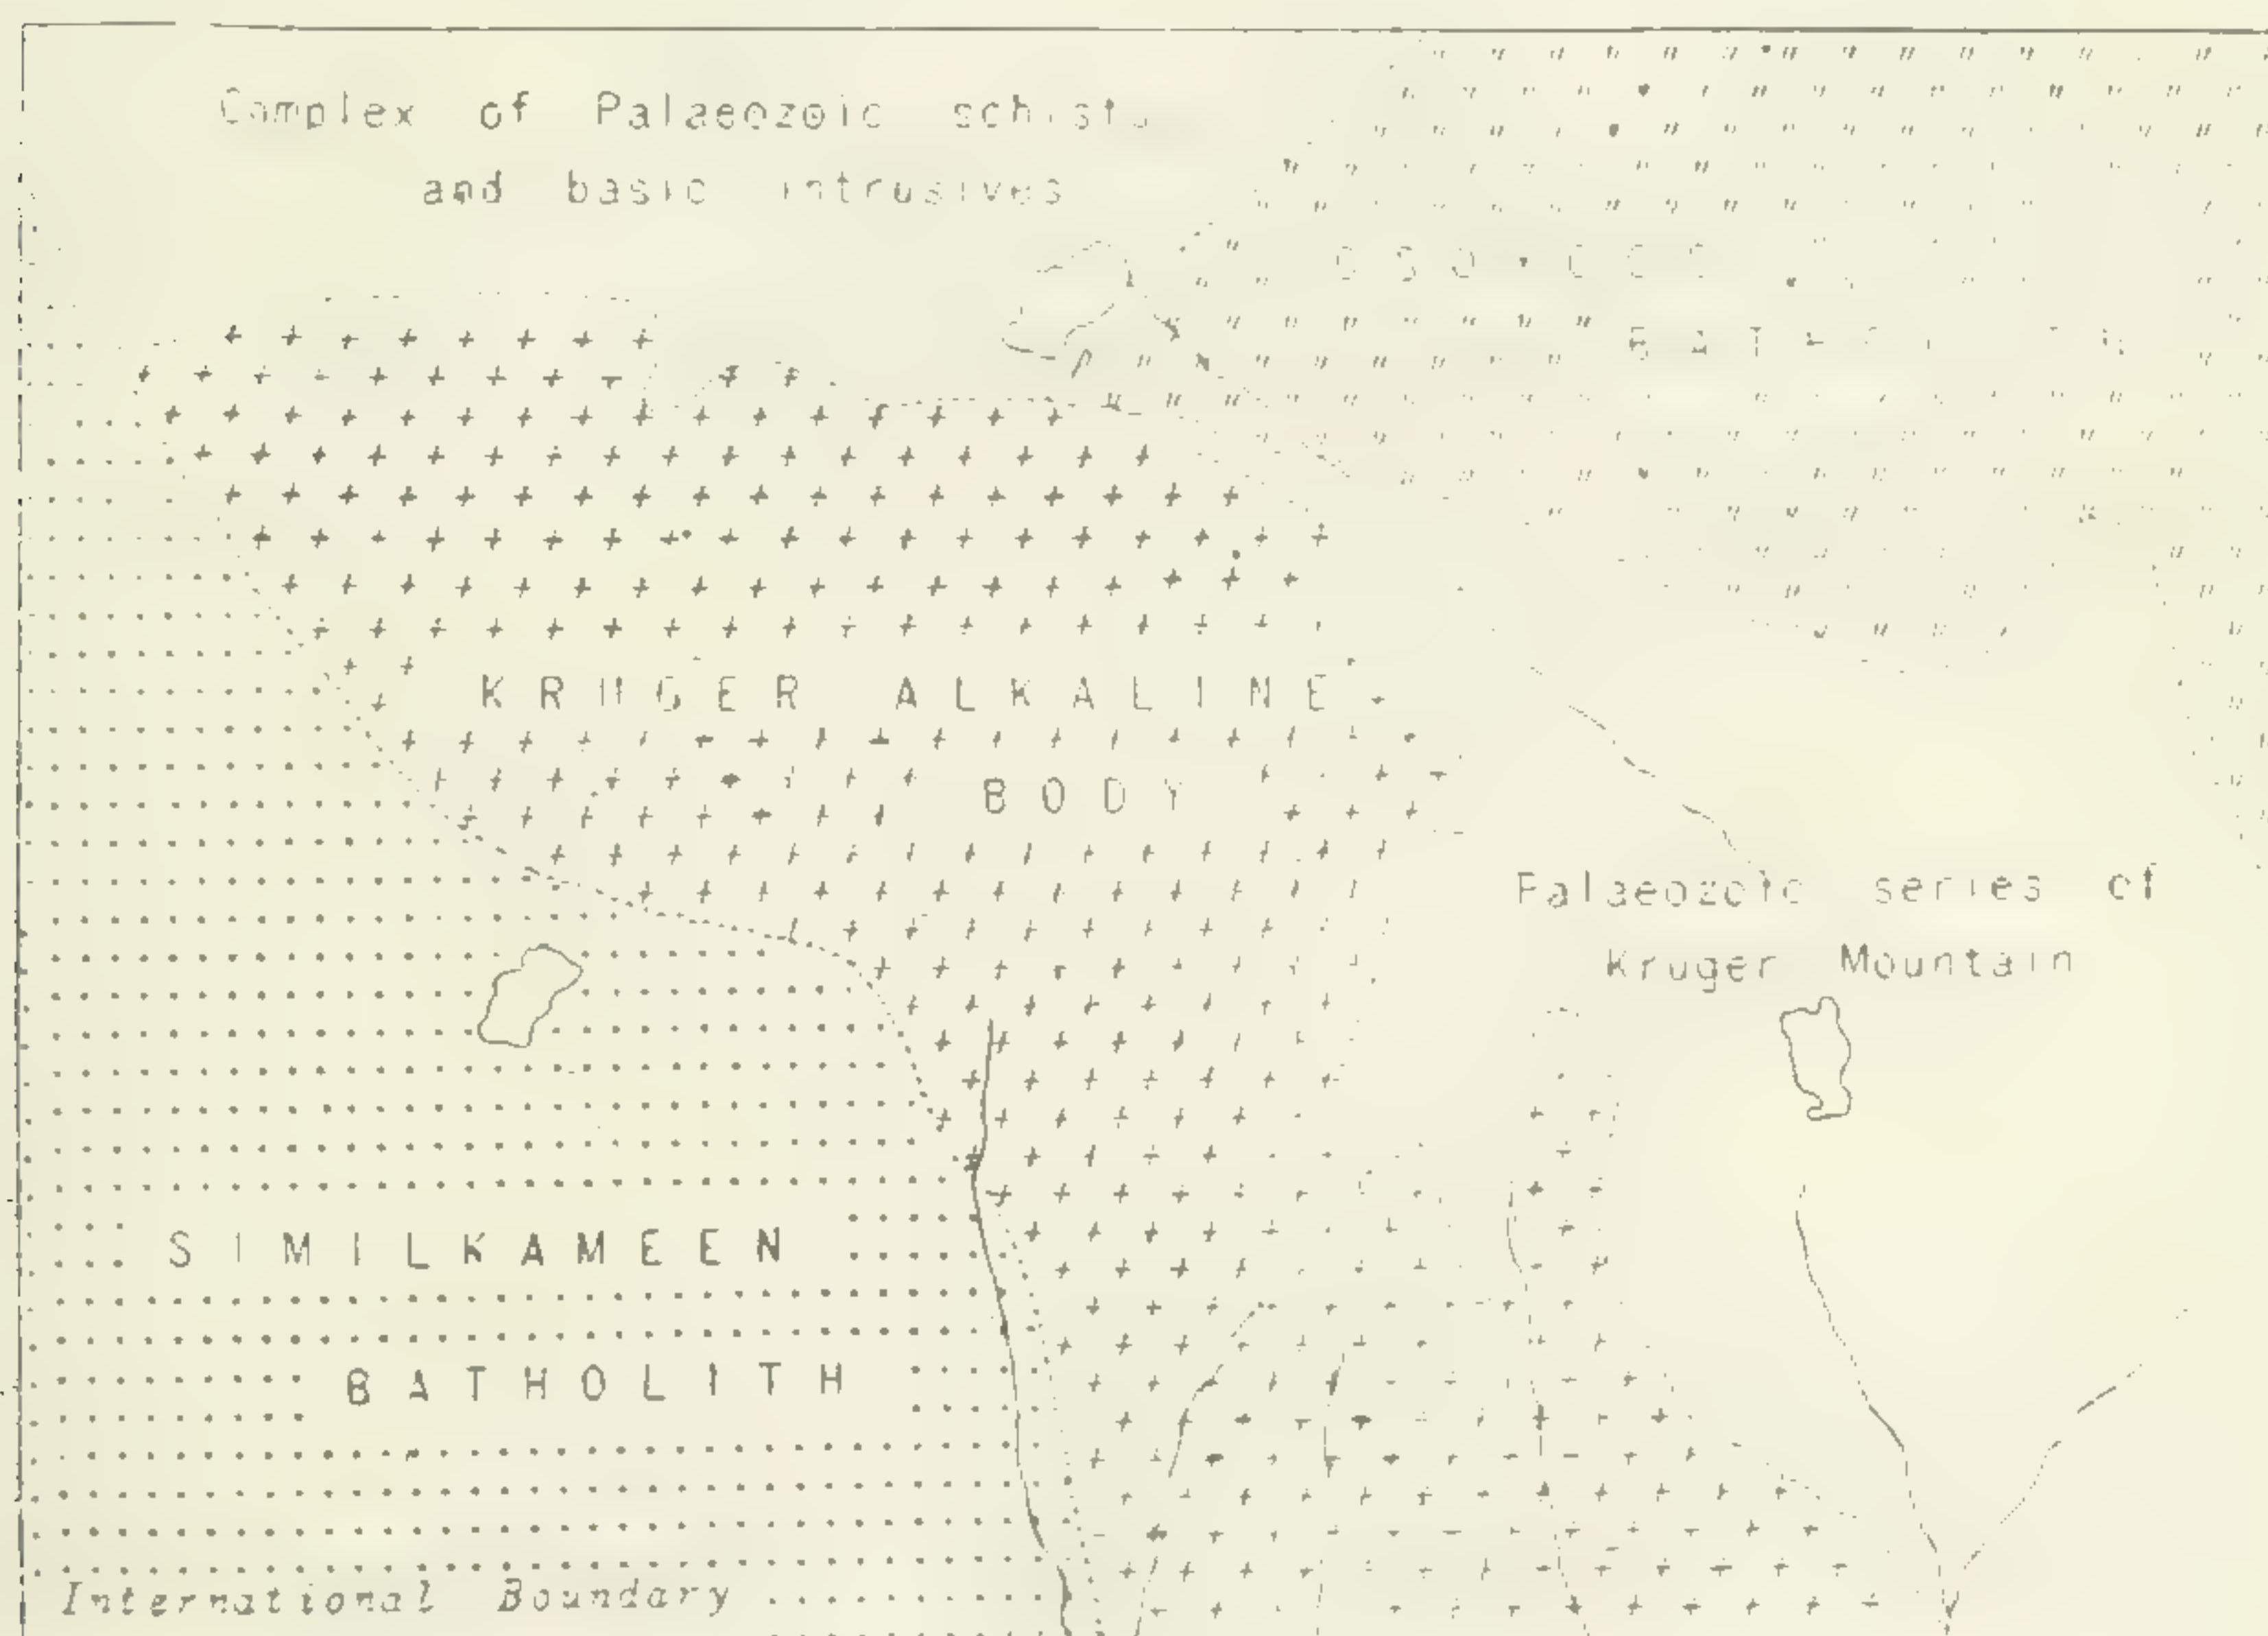 Complex of Palaeozoic schists
and basic intrusives
KRUGER ALKALINE
BODY
Palaeozoic series of
Kruger Mountain
SIMILKAMEEN
BATHOLITH
International Boundary